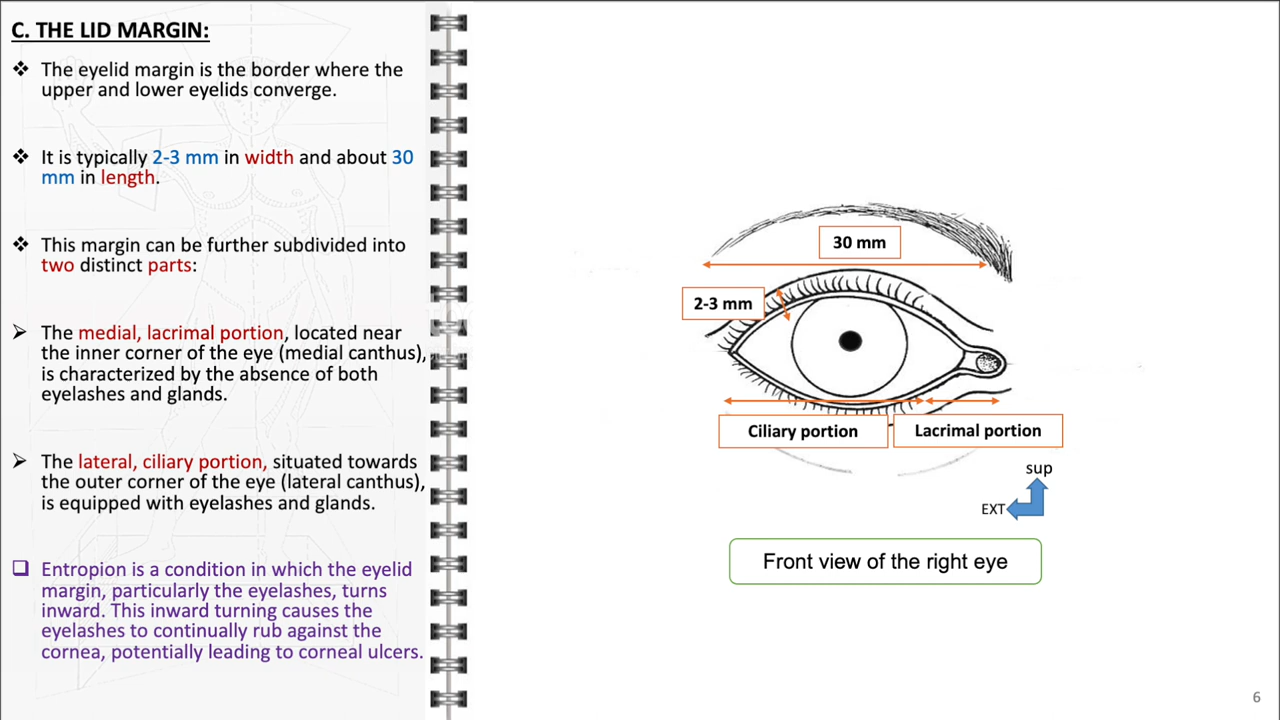 C. THE LID MARGIN:
❖ The eyelid margin is the border where the
upper and lower eyelids converge.
❖ It is typically 2-3 mm in width and about 30
mm in length.
❖ This margin can be further subdivided into
two distinct parts:
➢ The medial, lacrimal portion, located near
the inner corner of the eye (medial canthus),
is characterized by the absence of both
eyelashes and glands.
➢ The lateral, ciliary portion, situated towards
the outer corner of the eye (lateral canthus),
is equipped with eyelashes and glands.
❑ Entropion is a condition in which the eyelid
margin, particularly the eyelashes, turns
inward. This inward turning causes the
eyelashes to continually rub against the
cornea, potentially leading to corneal ulcers.
30 mm
2-3 mm
Ciliary portion
Lacrimal portion
sup
EXT
Front view of the right eye
6